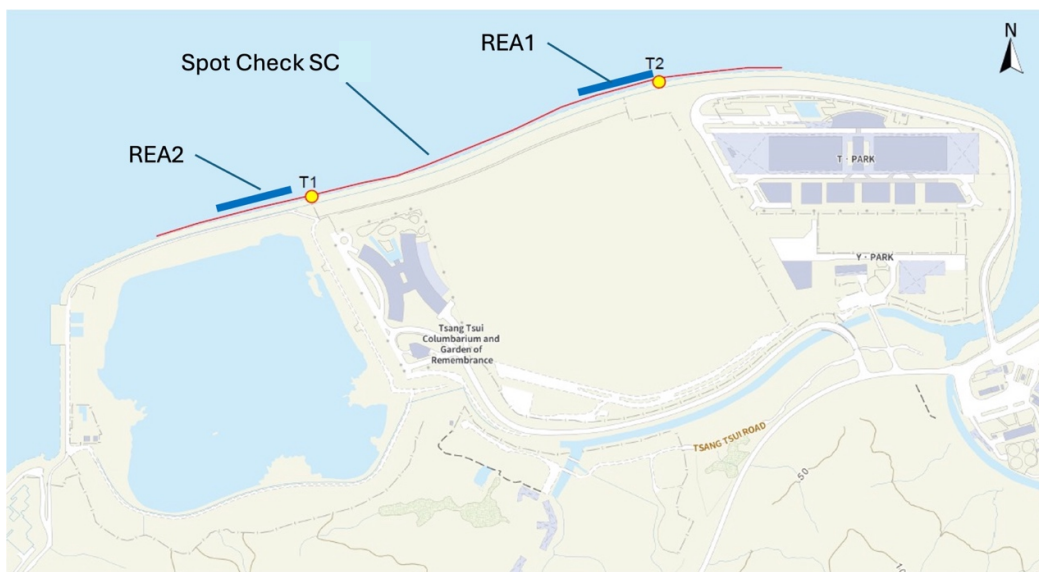 REA1
N
Spot Check SC
T2
REA2
T·PARK
T1
Y·PARK
Tsang Tsui
Columbarium and
Garden of
Remembrance
TSANG TSUI ROAD
50